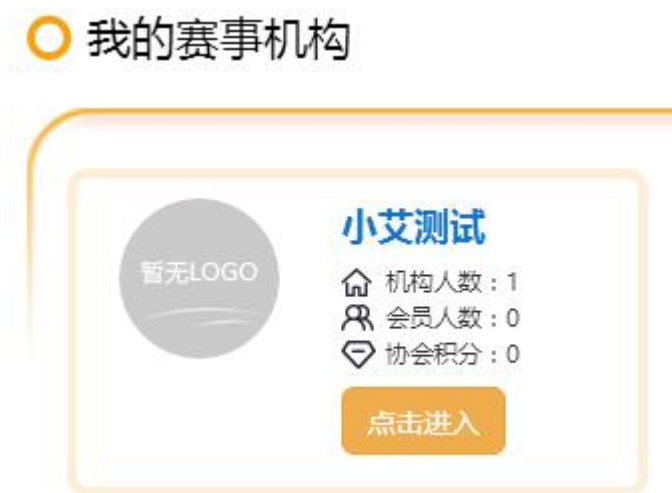 我的赛事机构
暂无LOGO
小艾测试
机构人数：1
会员人数：0
协会积分：0
点击进入